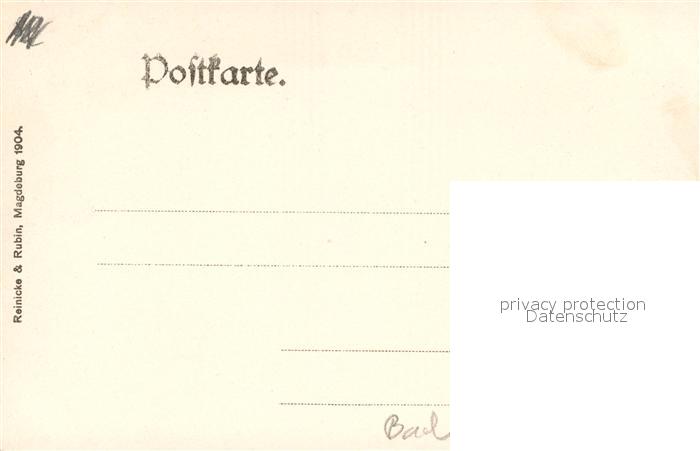 Postkarte.
Reinicke & Rubin, Magdeburg 1904.
privacy protection
Datenschutz
Bad